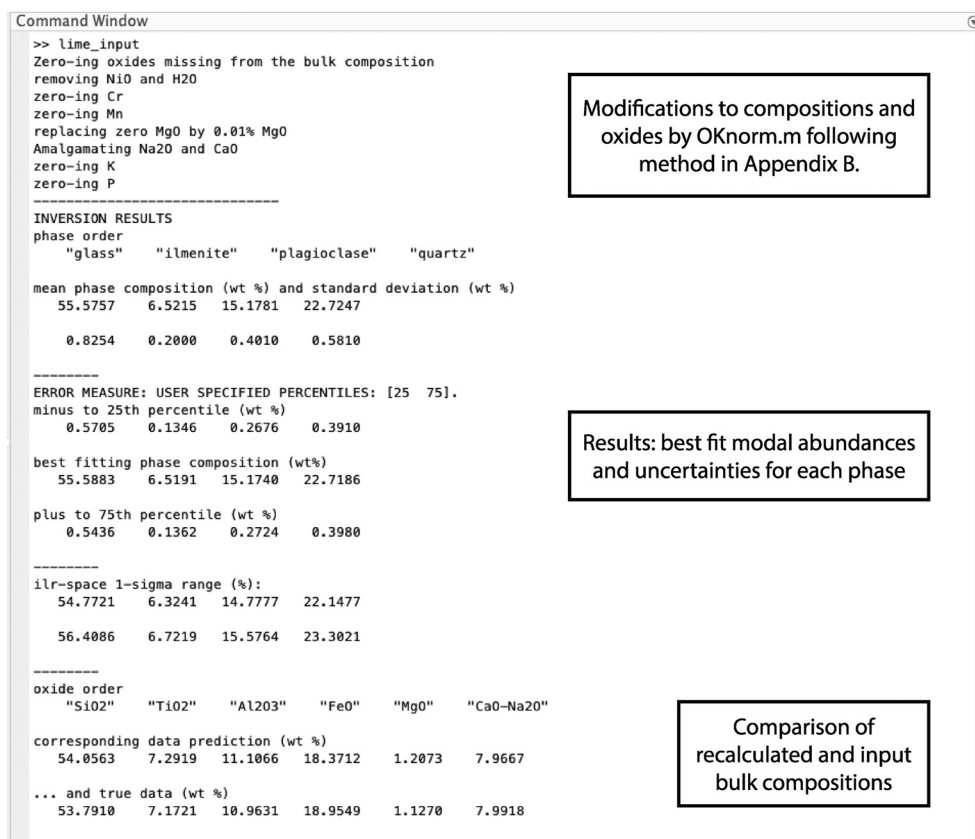 Command Window
>> lime_input
Zero-ing oxides missing from the bulk composition
removing NiO and H2O
zero-ing Cr
zero-ing Mn
replacing zero MgO by 0.01% MgO
Amalgamating Na2O and CaO
zero-ing K
zero-ing P
------------------------------
INVERSION RESULTS
phase order
"glass" "ilmenite" "plagioclase" "quartz"
mean phase composition (wt %) and standard deviation (wt %)
55.5757 6.5215 15.1781 22.7247
0.8254 0.2000 0.4010 0.5810
--------
ERROR MEASURE: USER SPECIFIED PERCENTILES: [25 75].
minus to 25th percentile (wt %)
0.5705 0.1346 0.2676 0.3910
best fitting phase composition (wt%)
55.5883 6.5191 15.1740 22.7186
plus to 75th percentile (wt %)
0.5436 0.1362 0.2724 0.3980
--------
ilr-space 1-sigma range (%):
54.7721 6.3241 14.7777 22.1477
56.4086 6.7219 15.5764 23.3021
--------
oxide order
"SiO2" "TiO2" "Al2O3" "FeO" "MgO" "CaO-Na2O"
corresponding data prediction (wt %)
54.0563 7.2919 11.1066 18.3712 1.2073 7.9667
... and true data (wt %)
53.7910 7.1721 10.9631 18.9549 1.1270 7.9918
Modifications to compositions and
oxides by OKnorm.m following
method in Appendix B.
Results: best fit modal abundances
and uncertainties for each phase
Comparison of
recalculated and input
bulk compositions